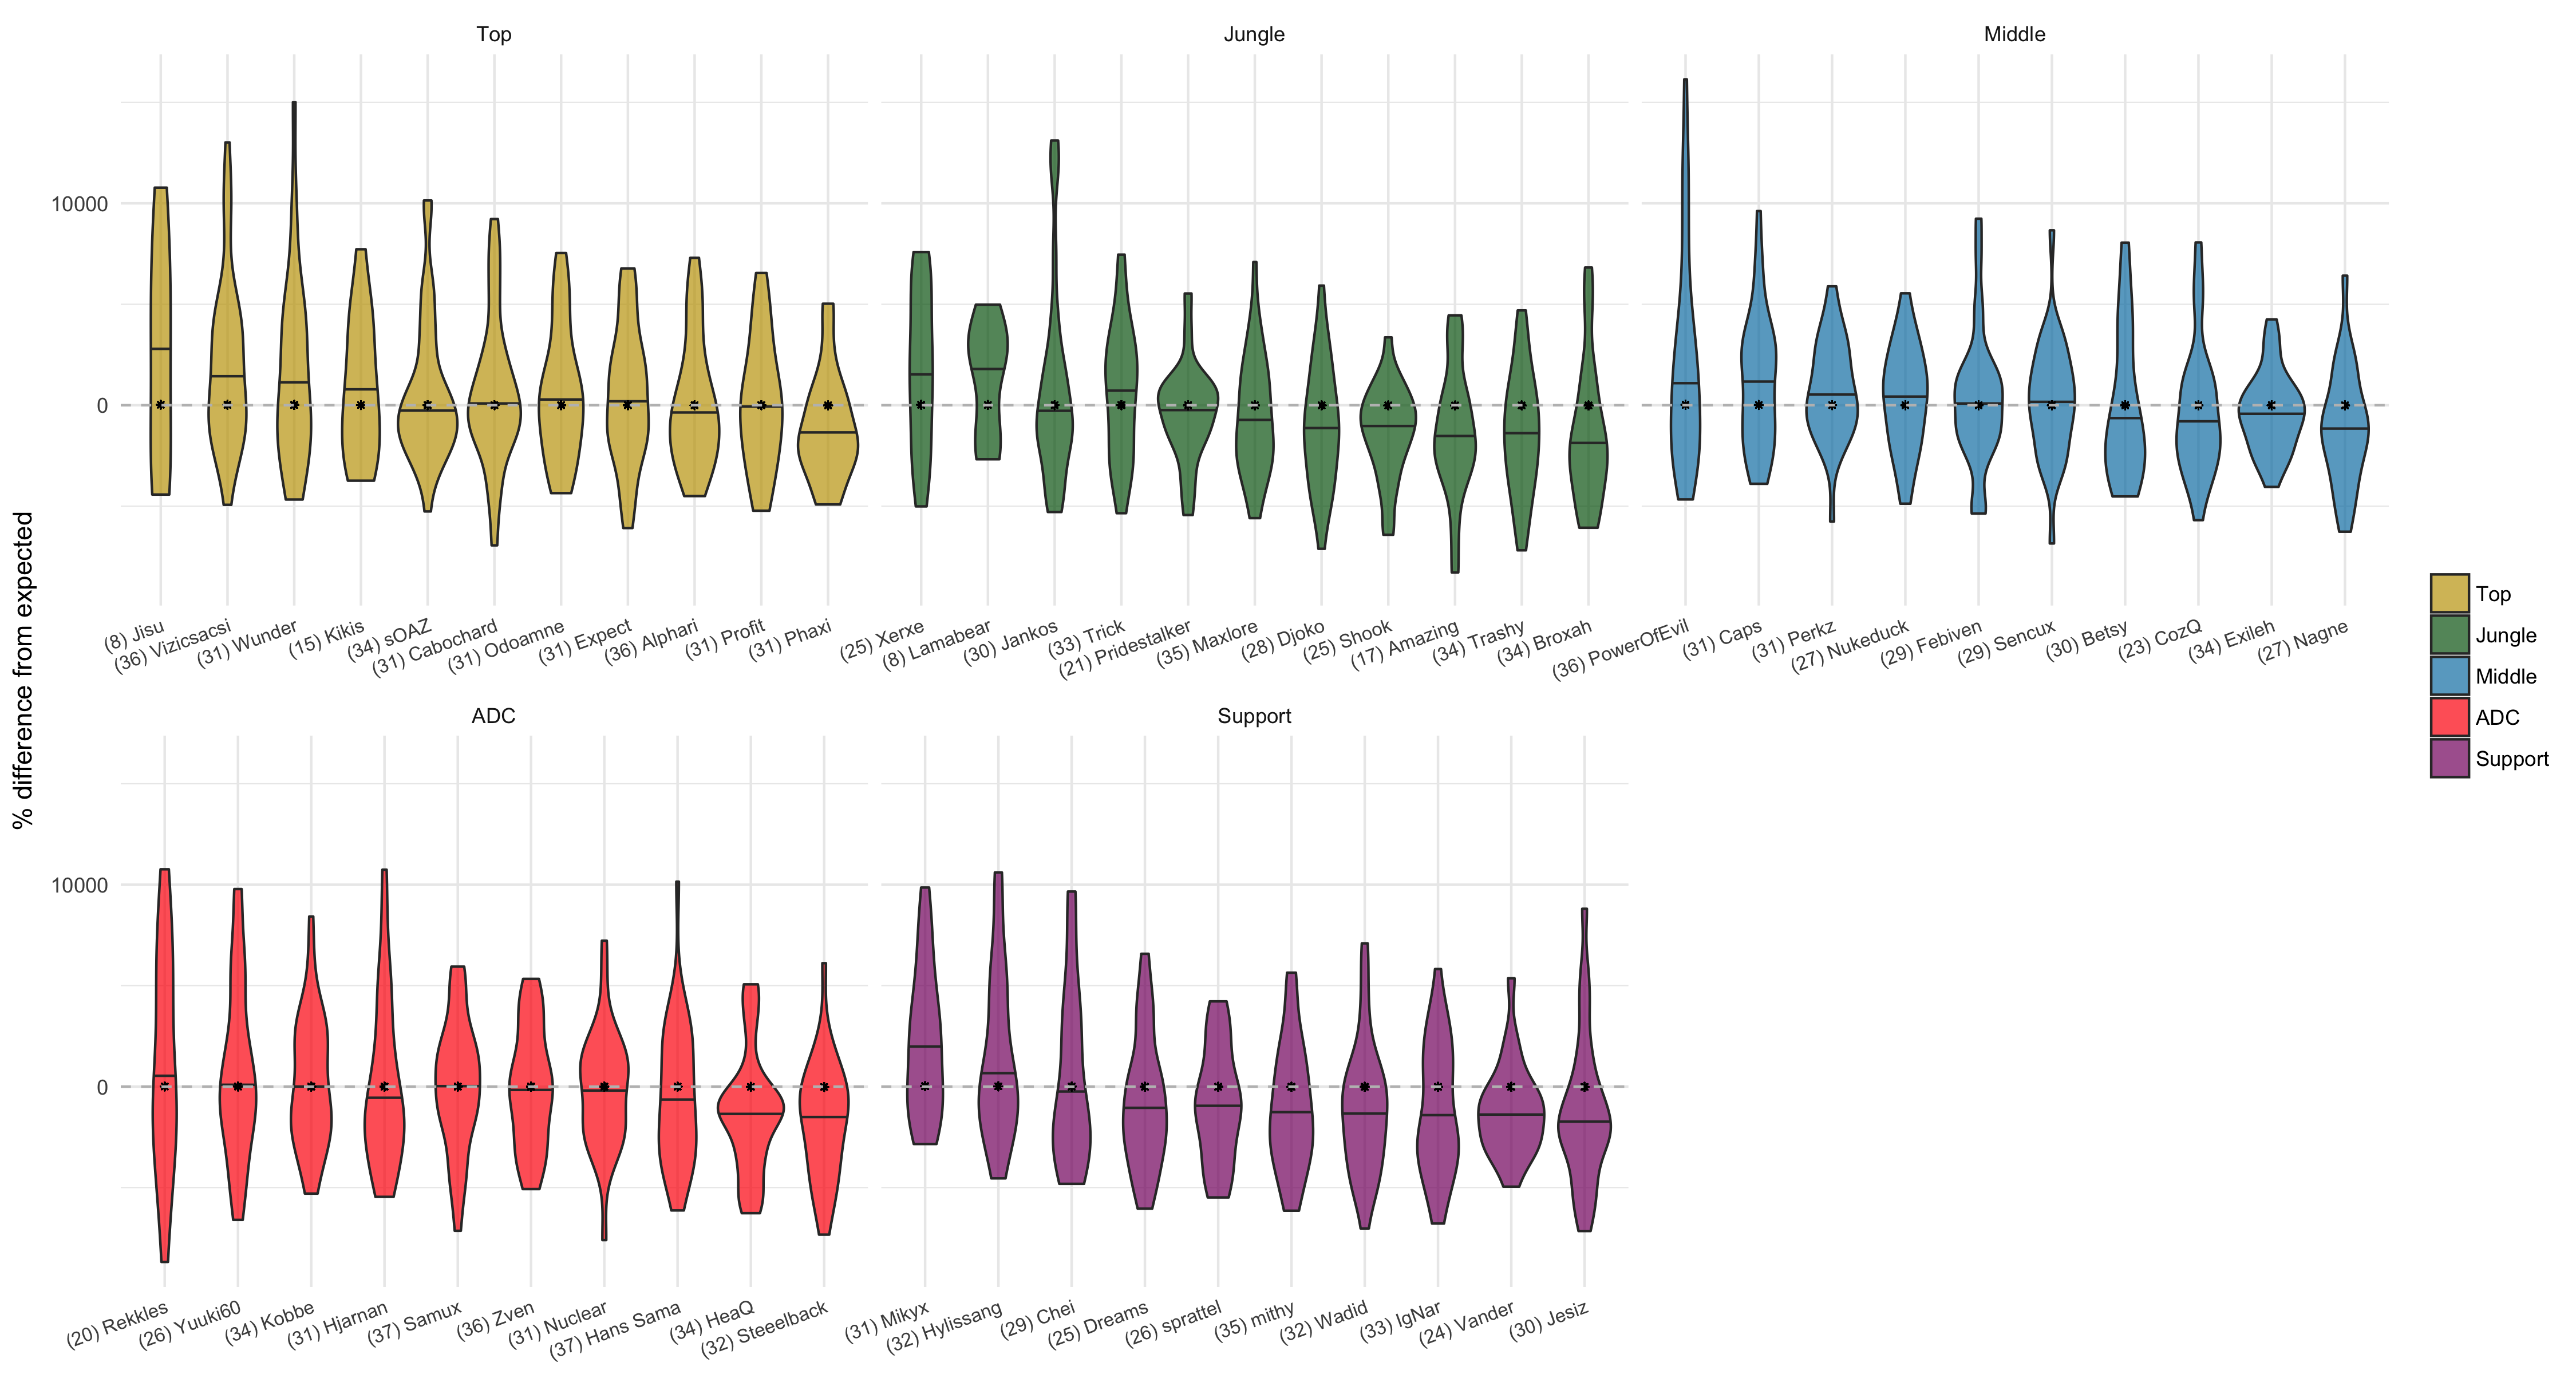 Top
Jungle
Middle
10000
0
(8) Jisu
(36) Vizicsacsi
(31) Wunder
(15) Kikis
(34) sOAZ
(31) Cabochard
(31) Odoamne
(31) Expect
(36) Alphari
(31) Profit
(31) Phaxi
(25) Xerxe
(8) Lamabear
(30) Jankos
(33) Trick
(21) Pridestalker
(35) Maxlore
(28) Djoko
(25) Shook
(17) Amazing
(34) Trashy
(34) Broxah
(36) PowerOfEvil
(31) Caps
(31) Perkz
(27) Nukeduck
(29) Febiven
(29) Sencux
(30) Betsy
(23) CozQ
(34) Exileh
(27) Nagne
% difference from expected
ADC
Support
10000
0
(20) Rekkles
(26) Yuuki60
(34) Kobbe
(31) Hjarnan
(37) Samux
(36) Zven
(31) Nuclear
(37) Hans Sama
(34) HeaQ
(32) Steeelback
(31) Mikyx
(32) Hylissang
(29) Chei
(25) Dreams
(26) sprattel
(35) mithy
(32) Wadid
(33) IgNar
(24) Vander
(30) Jesiz
Top
Jungle
Middle
ADC
Support